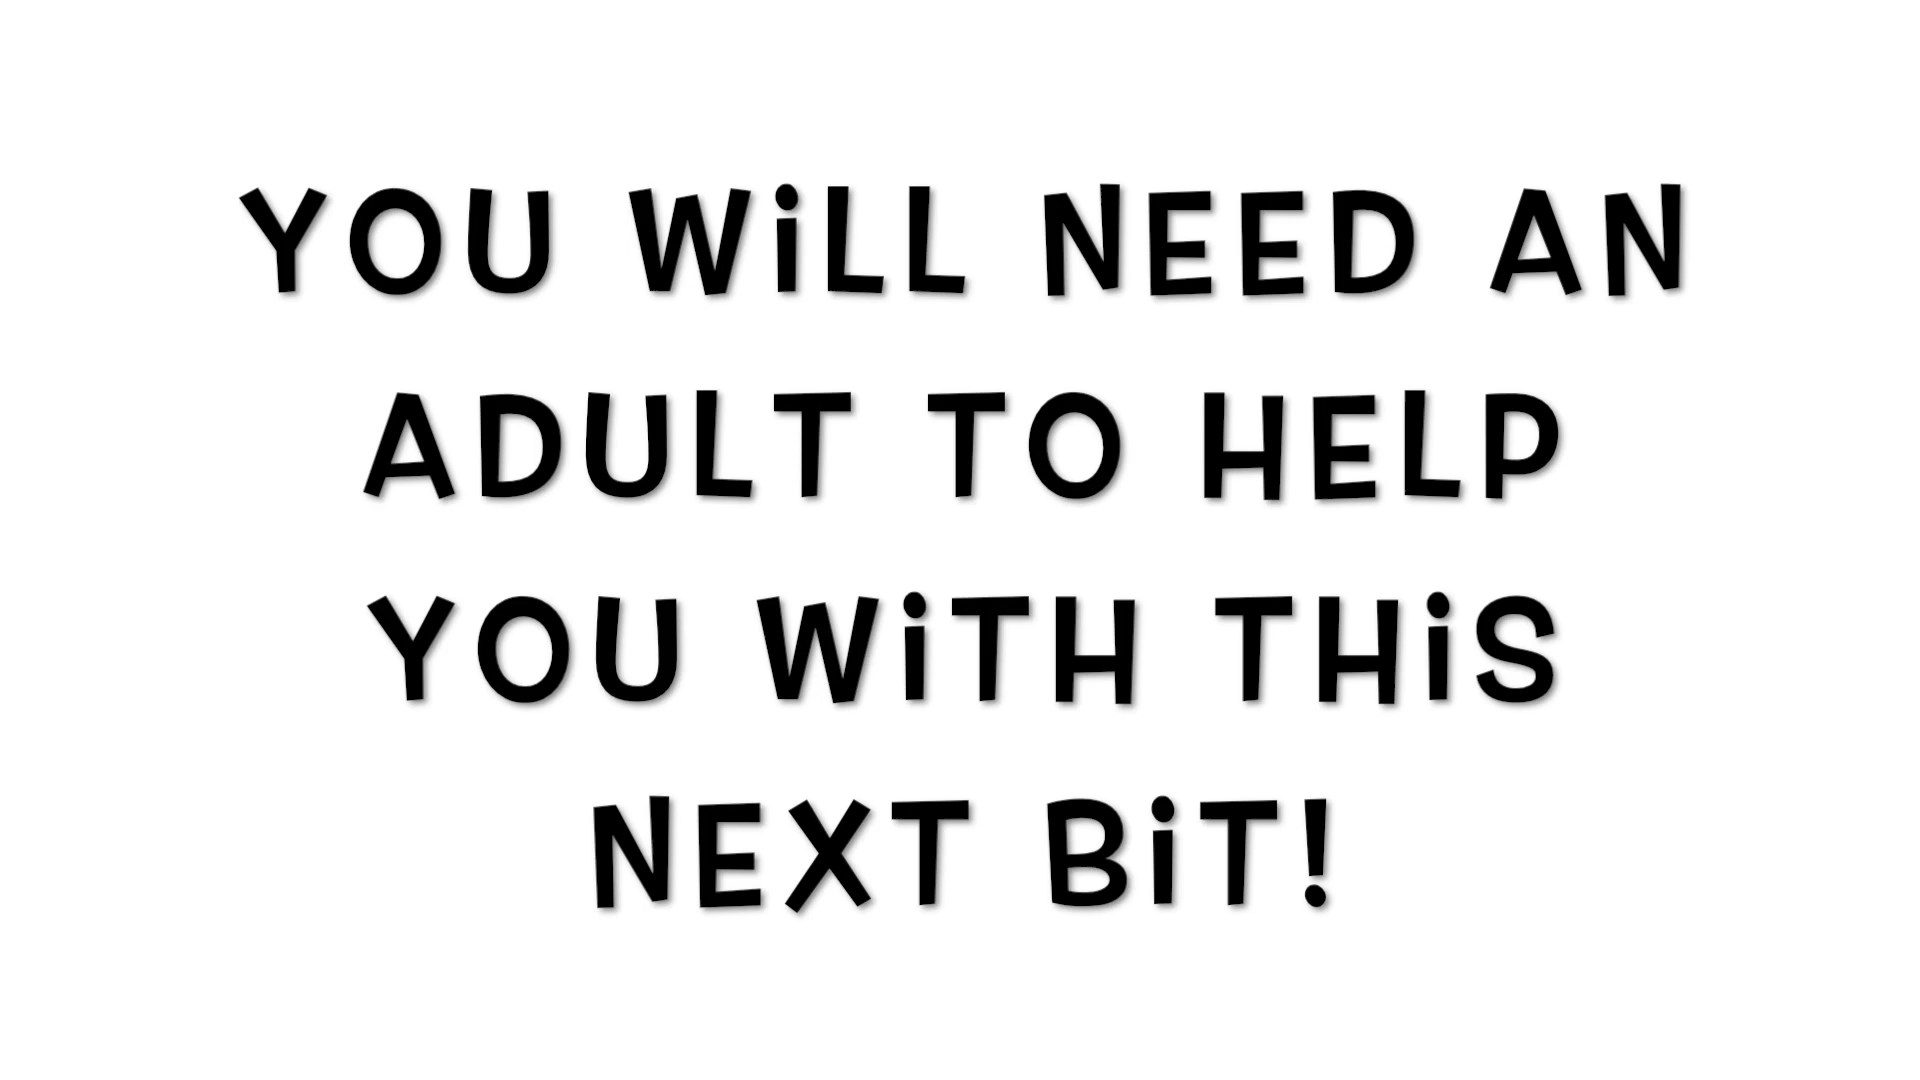 YOU WiLL NEED AN
ADULT TO HELP
YOU WiTH THiS
NEXT BiT!